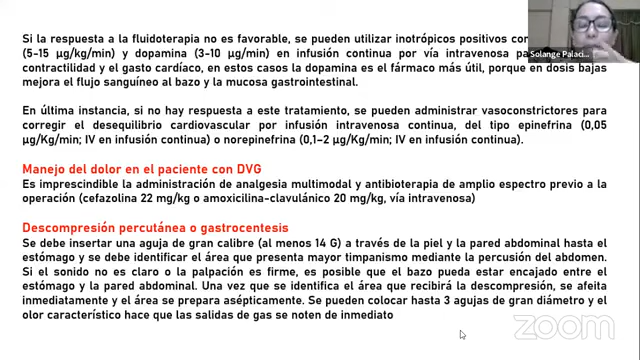 Si la respuesta a la fluidoterapia no es favorable, se pueden utilizar inotrópicos positivos
(5-15 µg/kg/min) y dopamina (3-10 µg/min) en infusión continua por vía intravenosa
contractilidad y el gasto cardíaco, en estos casos la dopamina es el fármaco más útil, porque en dosis bajas
mejora el flujo sanguíneo al bazo y la mucosa gastrointestinal.
En última instancia, si no hay respuesta a este tratamiento, se pueden administrar vasoconstrictores para
corregir el desequilibrio cardiovascular por infusión intravenosa continua, del tipo epinefrina (0,05
µg/Kg/min; IV en infusión continua) o norepinefrina (0,1–2 µg/Kg/min; IV en infusión continua).
Manejo del dolor en el paciente con DVG
Es imprescindible la administración de analgesia multimodal y antibioterapia de amplio espectro previo a la
operación (cefazolina 22 mg/kg o amoxicilina-clavulánico 20 mg/kg, vía intravenosa)
Descompresión percutánea o gastrocentesis
Se debe insertar una aguja de gran calibre (al menos 14 G) a través de la piel y la pared abdominal hasta el
estómago y se debe identificar el área que presenta mayor timpanismo mediante la percusión del abdomen.
Si el sonido no es claro o la palpación es firme, es posible que el bazo pueda estar encajado entre el
estómago y la pared abdominal. Una vez que se identifica el área que recibirá la descompresión, se afeita
inmediatamente y el área se prepara asépticamente. Se pueden colocar hasta 3 agujas de gran diámetro y el
olor característico hace que las salidas de gas se noten de inmediato
Solange Palaci...
zoom